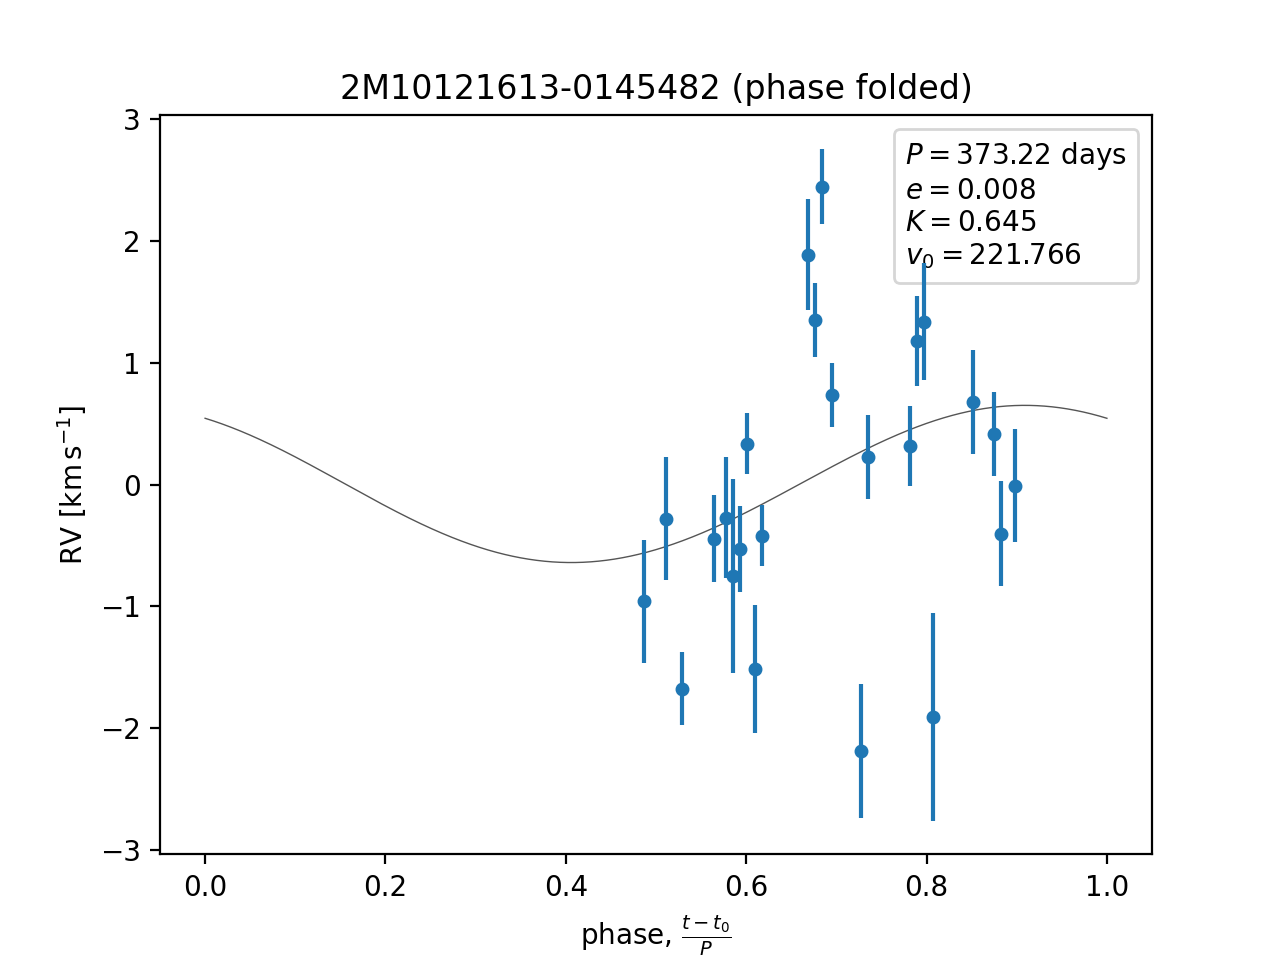 2M10121613-0145482 (phase folded)
P = 373.22 days
e = 0.008
K = 0.645
v₀ = 221.766
RV [km s⁻¹]
3
2
1
0
−1
−2
−3
0.0 0.2 0.4 0.6 0.8 1.0
phase, (t − t₀)/P